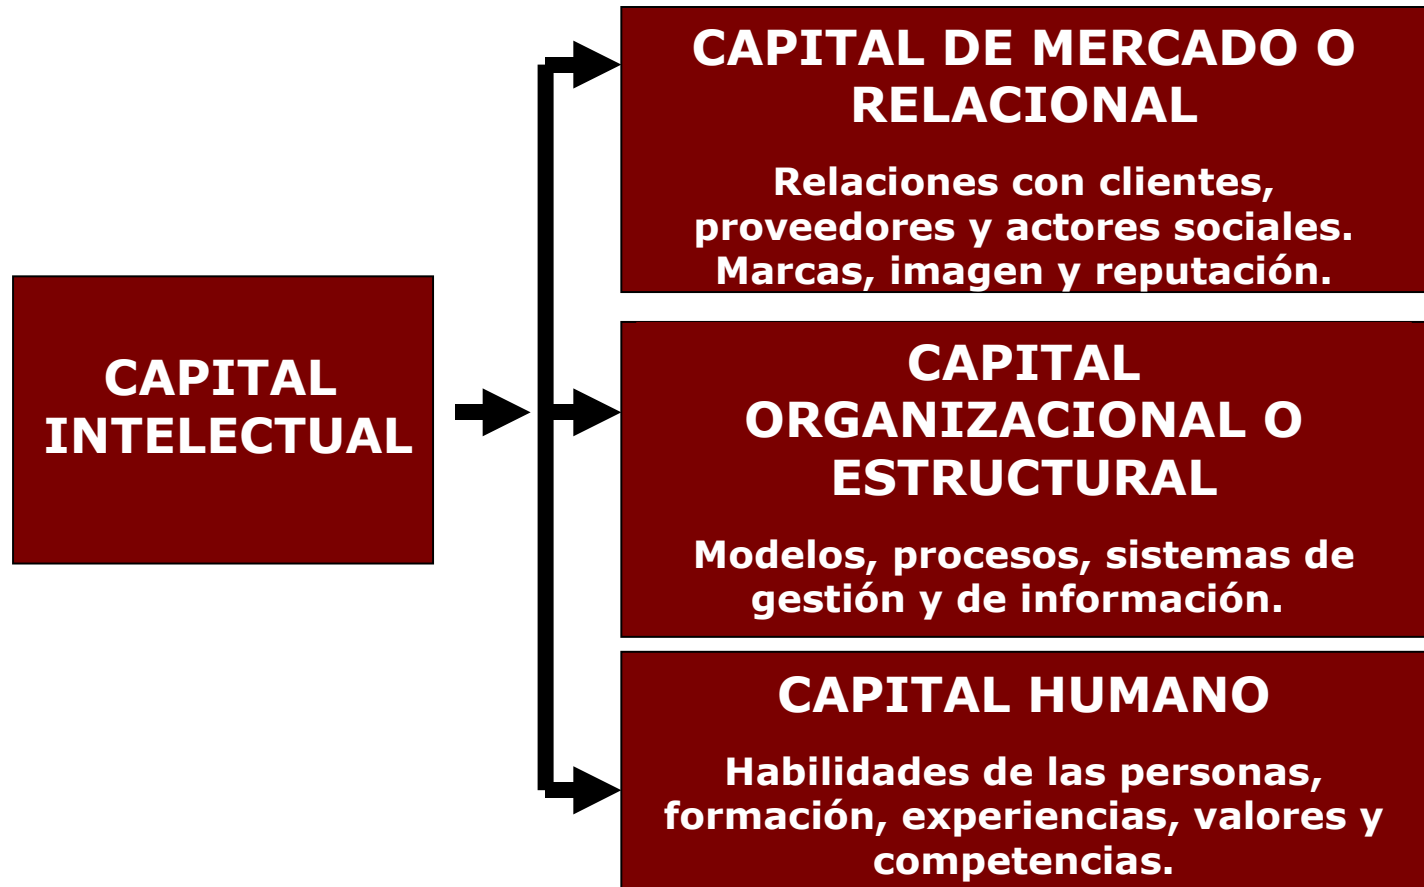 CAPITAL
INTELECTUAL
CAPITAL DE MERCADO O
RELACIONAL
Relaciones con clientes,
proveedores y actores sociales.
Marcas, imagen y reputación.
CAPITAL
ORGANIZACIONAL O
ESTRUCTURAL
Modelos, procesos, sistemas de
gestión y de información.
CAPITAL HUMANO
Habilidades de las personas,
formación, experiencias, valores y
competencias.